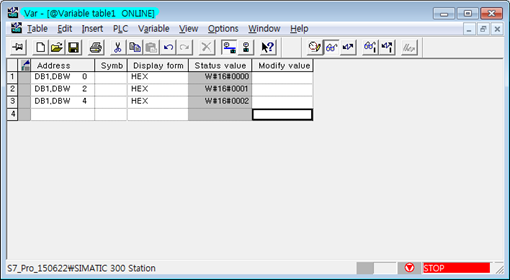 Var - [@Variable table1 ONLINE]
Table Edit Insert PLC Variable View Options Window Help
Address Symb Display form Status value Modify value
1 DB1,DBW 0 HEX W#16#0000
2 DB1,DBW 2 HEX W#16#0001
3 DB1,DBW 4 HEX W#16#0002
4
S7_Pro_150622₩SIMATIC 300 Station STOP